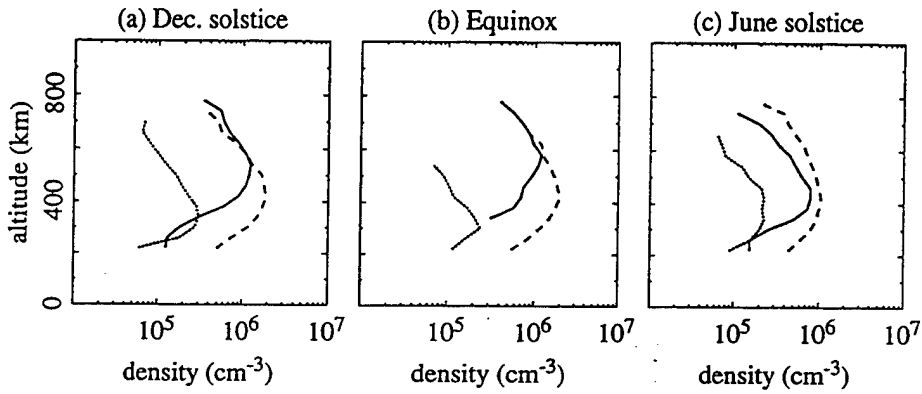 (a) Dec. solstice (b) Equinox (c) June solstice
800
400
0
altitude (km)
10^5 10^6 10^7 10^5 10^6 10^7 10^5 10^6 10^7
density (cm^-3) density (cm^-3) density (cm^-3)